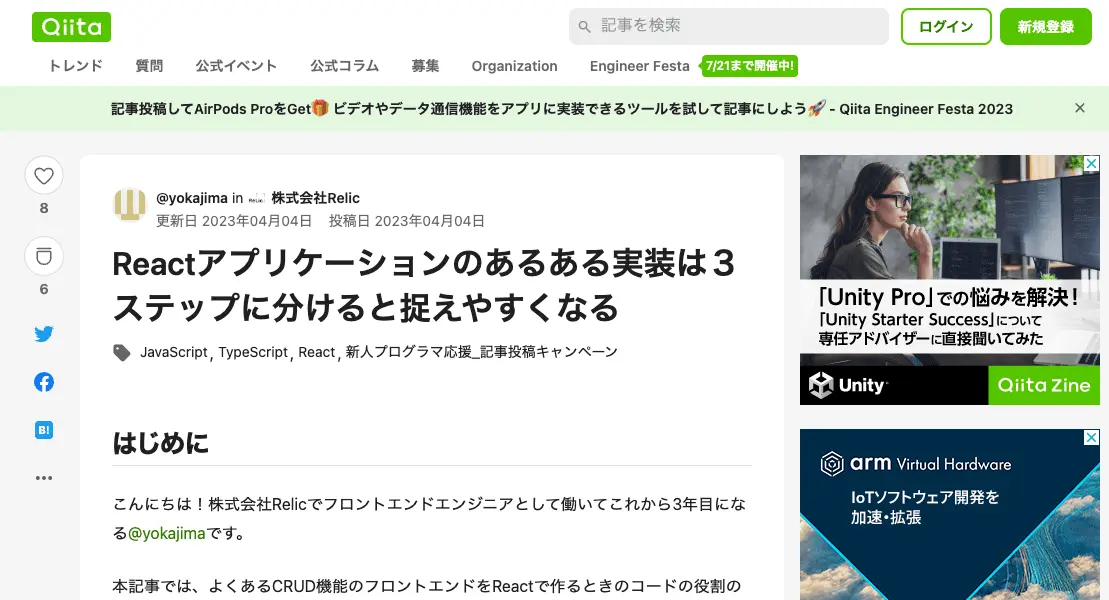 Qiita
記事を検索
ログイン
新規登録
トレンド
質問
公式イベント
公式コラム
募集
Organization
Engineer Festa
7/21まで開催中!
記事投稿してAirPods ProをGet🎁 ビデオやデータ通信機能をアプリに実装できるツールを試して記事にしよう🚀 - Qiita Engineer Festa 2023
8
6
B!
@yokajima in Relic 株式会社Relic
更新日 2023年04月04日 投稿日 2023年04月04日
Reactアプリケーションのあるある実装は３
ステップに分けると捉えやすくなる
JavaScript, TypeScript, React, 新人プログラマ応援_記事投稿キャンペーン
はじめに
こんにちは！株式会社Relicでフロントエンドエンジニアとして働いてこれから3年目にな
る@yokajimaです。
本記事では、よくあるCRUD機能のフロントエンドをReactで作るときのコードの役割の
「Unity Pro」での悩みを解決！
「Unity Starter Success」について
専任アドバイザーに直接聞いてみた
Unity
Qiita Zine
arm Virtual Hardware
IoTソフトウェア開発を
加速・拡張